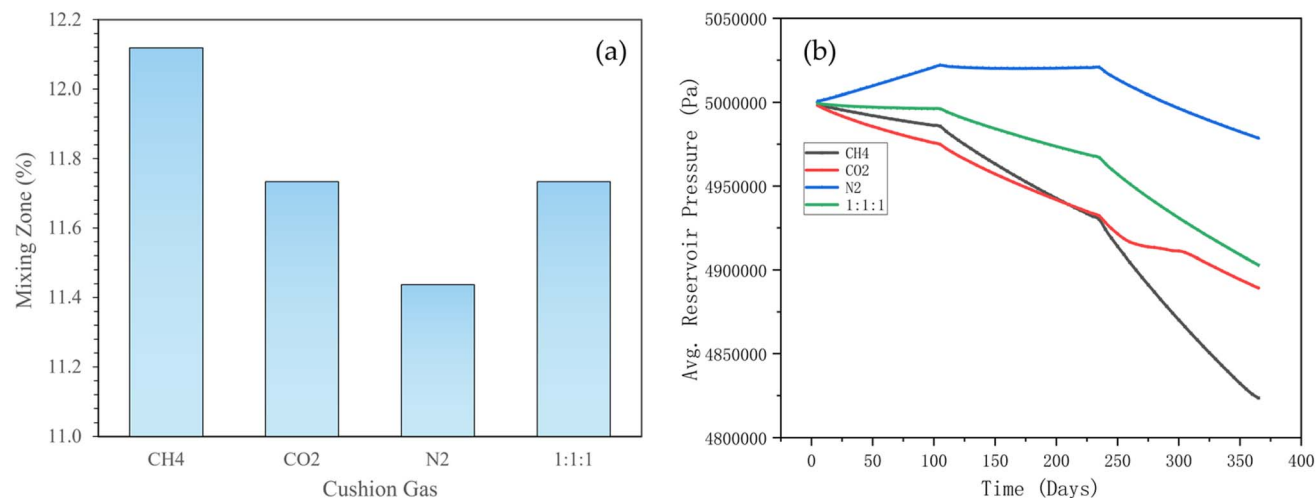 (a)
Mixing Zone (%)
12.2
12.0
11.8
11.6
11.4
11.2
11.0
CH4 CO2 N2 1:1:1
Cushion Gas
(b)
Avg. Reservoir Pressure (Pa)
5050000
5000000
4950000
4900000
4850000
4800000
CH4
CO2
N2
1:1:1
0 50 100 150 200 250 300 350 400
Time (Days)